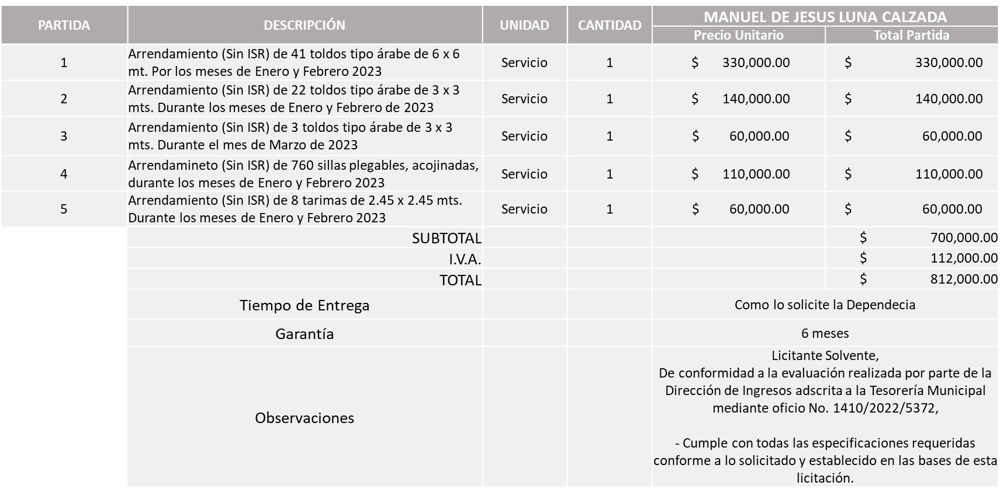 PARTIDA DESCRIPCIÓN UNIDAD CANTIDAD MANUEL DE JESUS LUNA CALZADA
Precio Unitario Total Partida
1 Arrendamiento (Sin ISR) de 41 toldos tipo árabe de 6 x 6
mt. Por los meses de Enero y Febrero 2023 Servicio 1 $ 330,000.00 $ 330,000.00
2 Arrendamiento (Sin ISR) de 22 toldos tipo árabe de 3 x 3
mts. Durante los meses de Enero y Febrero de 2023 Servicio 1 $ 140,000.00 $ 140,000.00
3 Arrendamiento (Sin ISR) de 3 toldos tipo árabe de 3 x 3
mts. Durante el mes de Marzo de 2023 Servicio 1 $ 60,000.00 $ 60,000.00
4 Arrendamineto (Sin ISR) de 760 sillas plegables, acojinadas,
durante los meses de Enero y Febrero 2023 Servicio 1 $ 110,000.00 $ 110,000.00
5 Arrendamiento (Sin ISR) de 8 tarimas de 2.45 x 2.45 mts.
Durante los meses de Enero y Febrero 2023 Servicio 1 $ 60,000.00 $ 60,000.00
SUBTOTAL $ 700,000.00
I.V.A. $ 112,000.00
TOTAL $ 812,000.00
Tiempo de Entrega Como lo solicite la Dependecia
Garantía 6 meses
Observaciones
Licitante Solvente,
De conformidad a la evaluación realizada por parte de la
Dirección de Ingresos adscrita a la Tesorería Municipal
mediante oficio No. 1410/2022/5372,
- Cumple con todas las especificaciones requeridas
conforme a lo solicitado y establecido en las bases de esta
licitación.